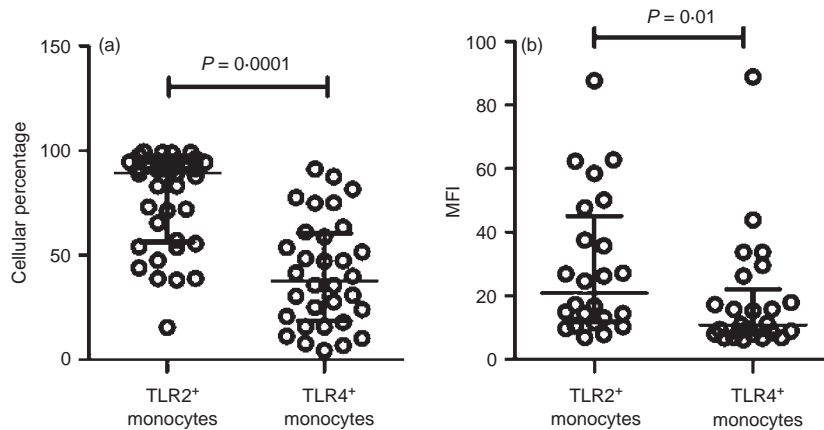 (a)
P = 0·0001
Cellular percentage
150
100
50
0
TLR2+
monocytes
TLR4+
monocytes
(b)
P = 0·01
MFI
100
80
60
40
20
0
TLR2+
monocytes
TLR4+
monocytes